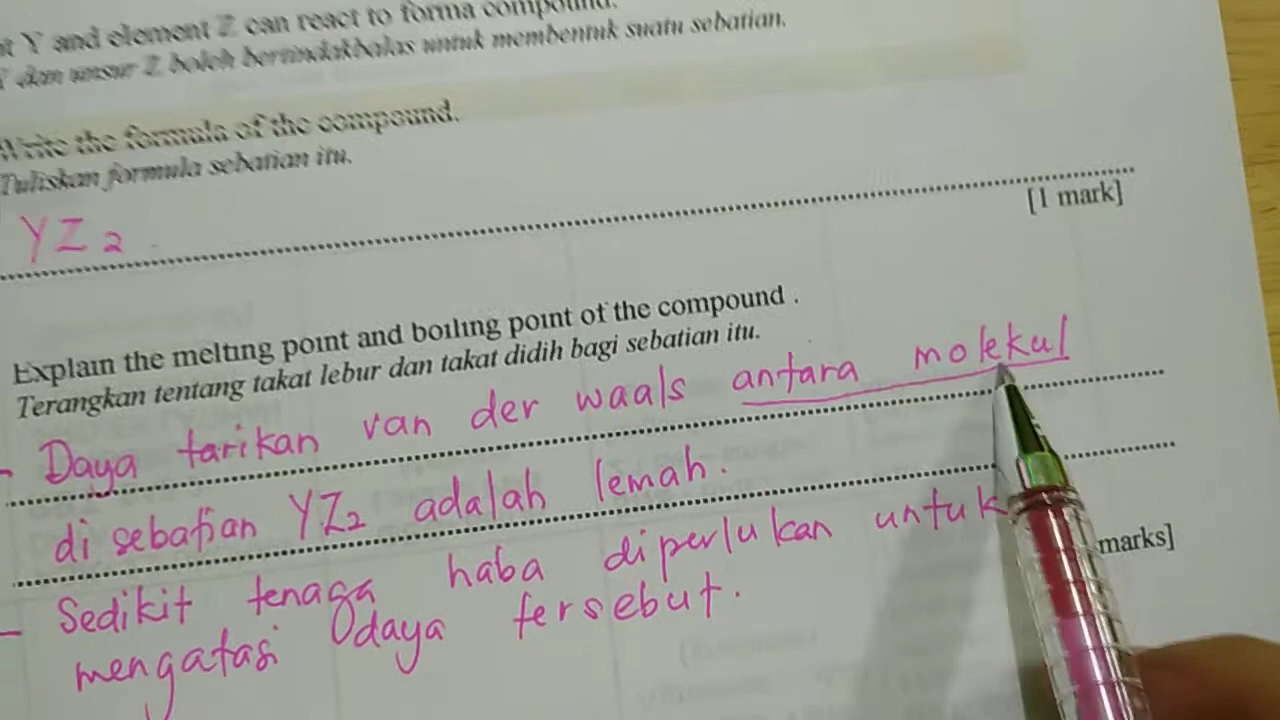 Y and element Z can react to form a compound.
dan unsur Z boleh bertindakbalas untuk membentuk suatu sebatian.
Write the formula of the compound.
Tuliskan formula sebatian itu.
YZ₂
[1 mark]
Explain the melting point and boiling point of the compound .
Terangkan tentang takat lebur dan takat didih bagi sebatian itu.
- Daya tarikan van der waals antara molekul
di sebatian YZ₂ adalah lemah.
- Sedikit tenaga haba diperlukan untuk
marks]
mengatasi daya tersebut.